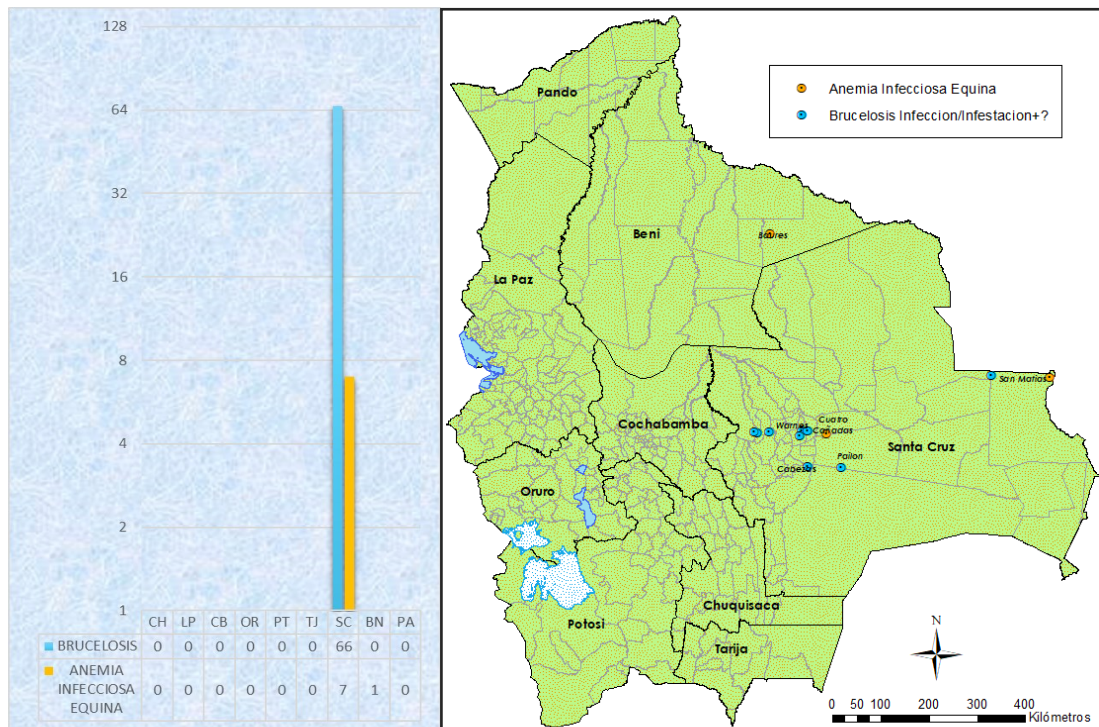 128
64
32
16
8
4
2
1
CH LP CB OR PT TJ SC BN PA
BRUCELOSIS 0 0 0 0 0 0 66 0 0
ANEMIA
INFECCIOSA
EQUINA
0 0 0 0 0 0 7 1 0
Anemia Infecciosa Equina
Brucelosis Infeccion/Infestacion+?
Pando
Beni
Baures
La Paz
San Matias
Cochabamba
Warnes
Cuatro
Cañadas
Santa Cruz
Cabezas
Pailon
Oruro
Potosi
Chuquisaca
Tarija
N
0 50 100 200 300 400
Kilómetros